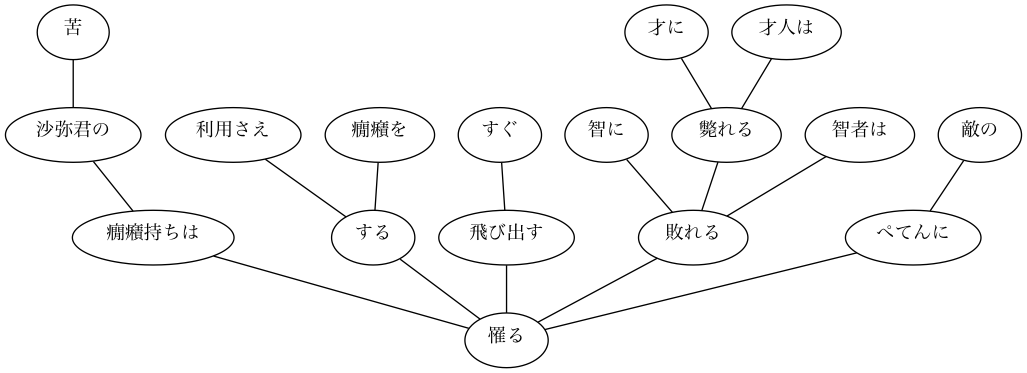 苦 才に 才人は
沙弥君の 利用さえ 癇癪を すぐ 智に 斃れる 智者は 敵の
癇癪持ちは する 飛び出す 敗れる ぺてんに
罹る